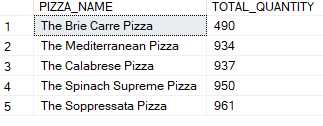 PIZZA_NAME TOTAL_QUANTITY
1 The Brie Carre Pizza 490
2 The Mediterranean Pizza 934
3 The Calabrese Pizza 937
4 The Spinach Supreme Pizza 950
5 The Soppressata Pizza 961